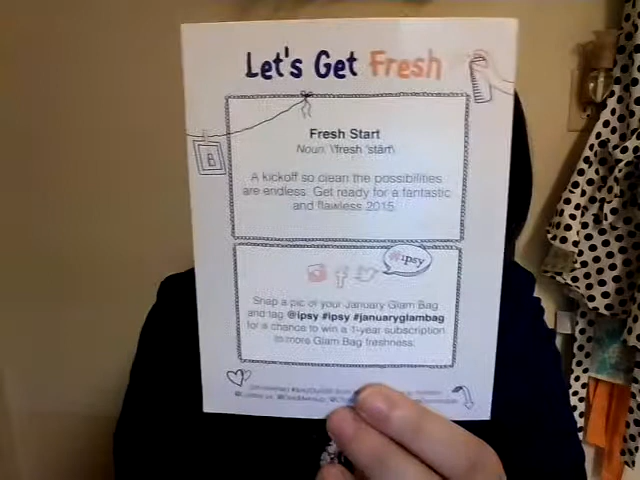 Let's Get Fresh
Fresh Start
Noun. \'fresh 'stärt\
A kickoff so clean the possibilities
are endless. Get ready for a fantastic
and flawless 2015.
#ipsy
Snap a pic of your January Glam Bag
and tag @ipsy #ipsy #januaryglambag
for a chance to win a 1-year subscription
to more Glam Bag freshness.
B